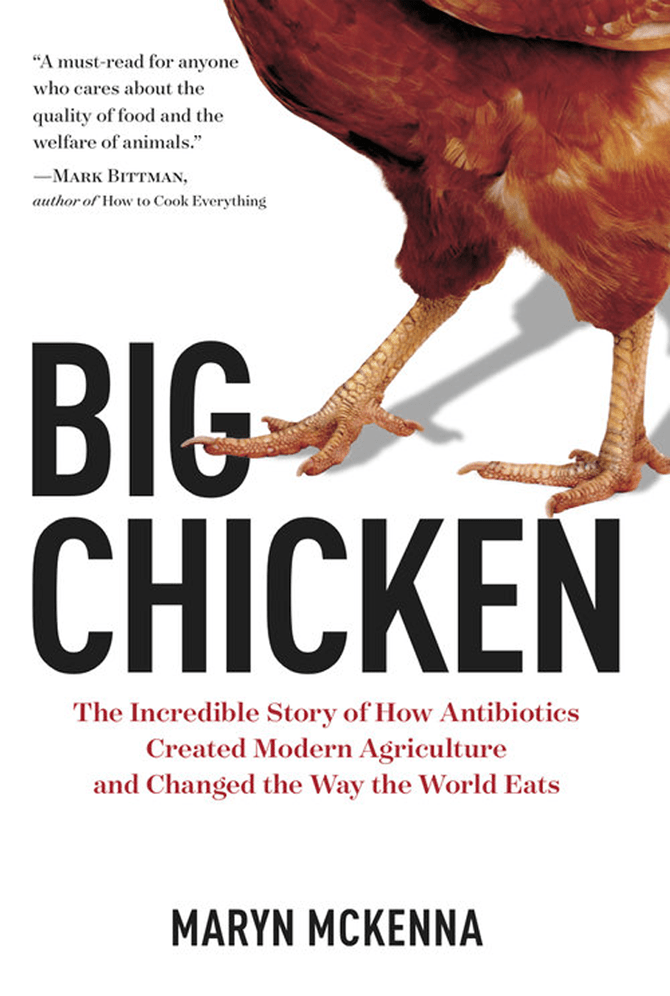 “A must-read for anyone
who cares about the
quality of food and the
welfare of animals.”
—MARK BITTMAN,
author of How to Cook Everything
BIG
CHICKEN
The Incredible Story of How Antibiotics
Created Modern Agriculture
and Changed the Way the World Eats
MARYN MCKENNA